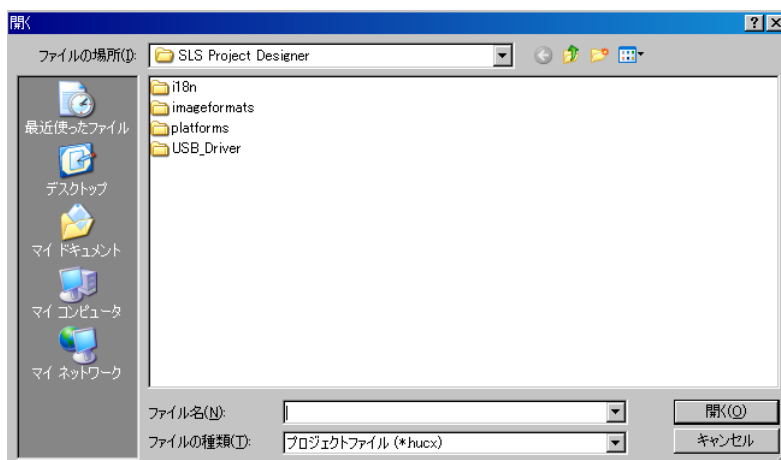 開く
ファイルの場所(I):
SLS Project Designer
i18n
imageformats
platforms
USB_Driver
最近使ったファイル
デスクトップ
マイ ドキュメント
マイ コンピュータ
マイ ネットワーク
ファイル名(N):
開く(O)
ファイルの種類(T):
プロジェクトファイル (*hucx)
キャンセル